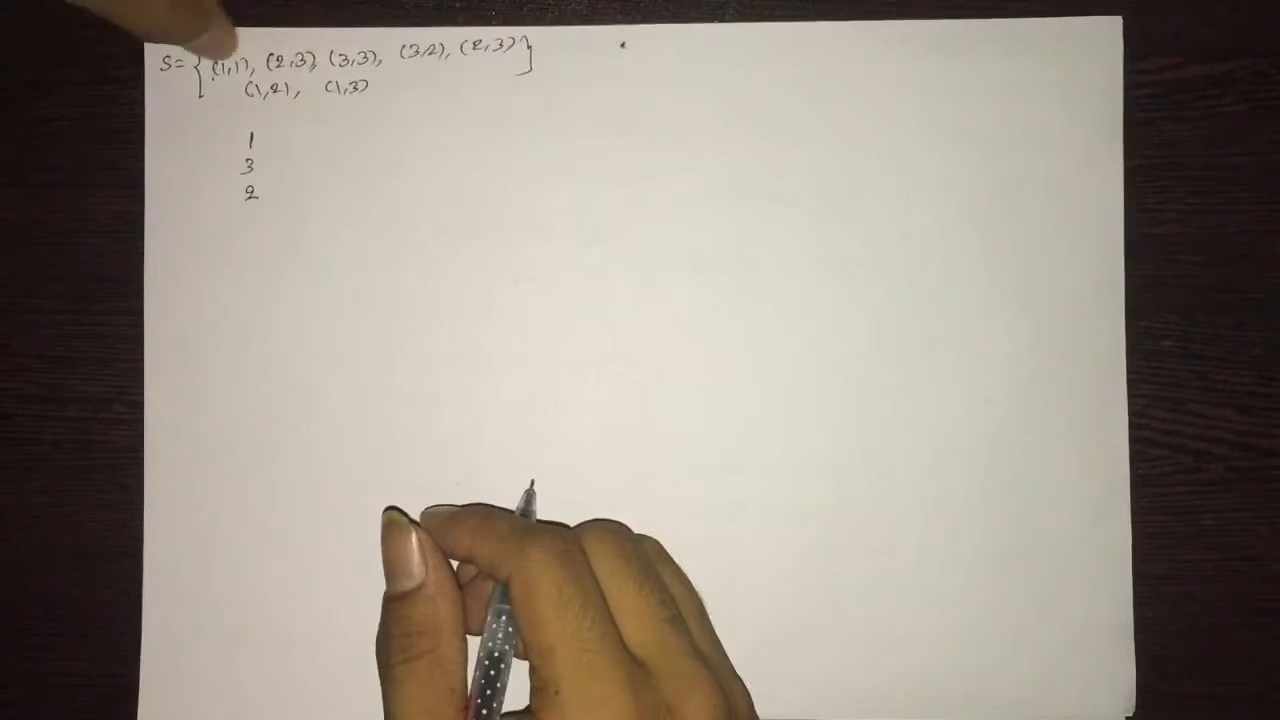 S = { (1,1), (2,3), (3,3), (3,2), (2,3) }
(1,2), (1,3)
1
3
2